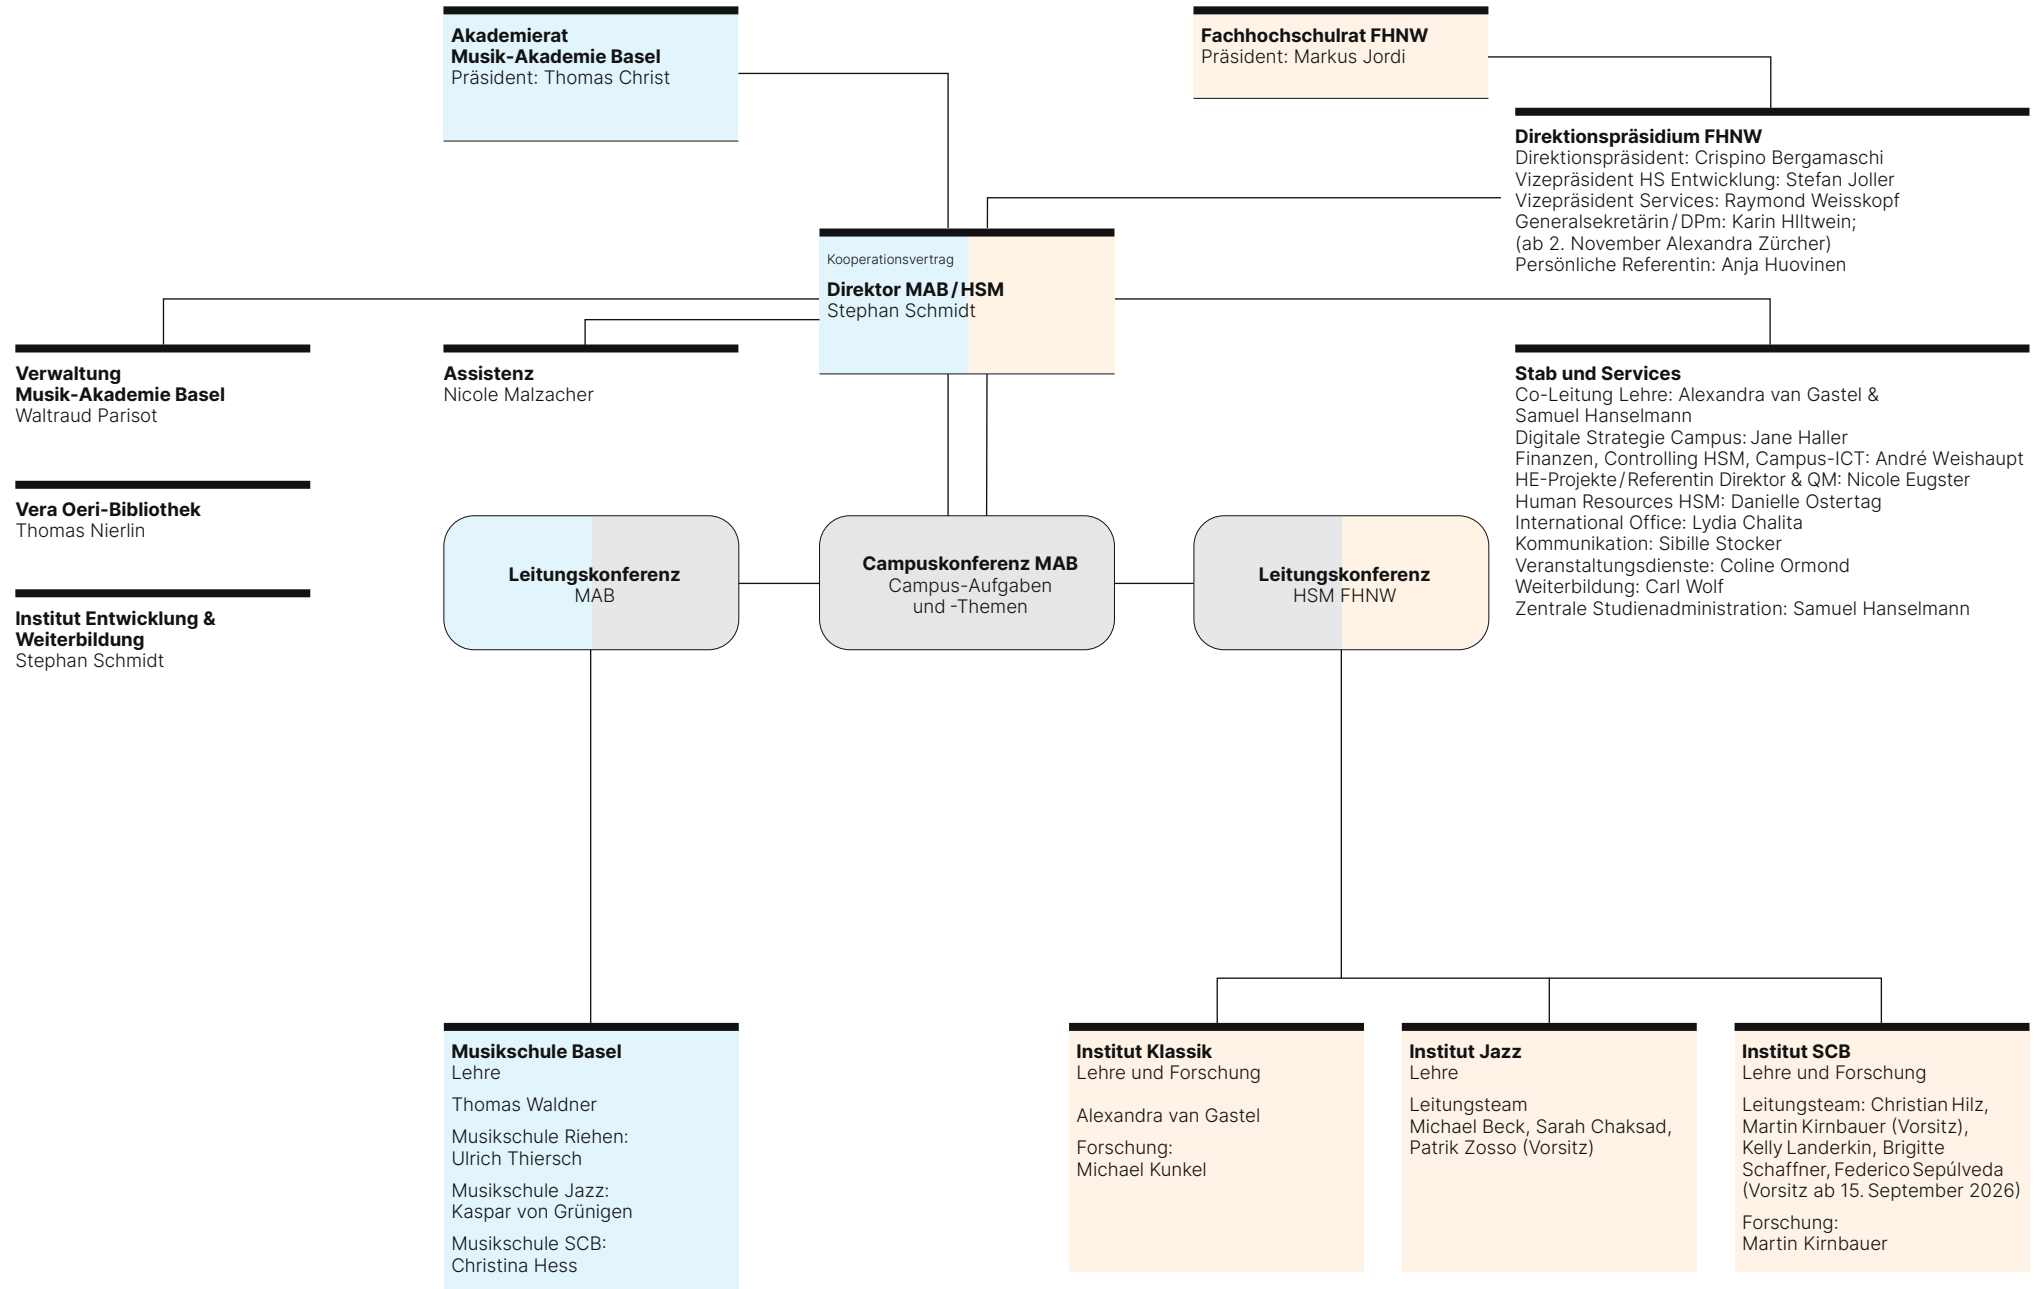 Akademierat
Musik-Akademie Basel
Präsident: Thomas Christ
Fachhochschulrat FHNW
Präsident: Markus Jordi
Direktionspräsidium FHNW
Direktionspräsident: Crispino Bergamaschi
Vizepräsident HS Entwicklung: Stefan Joller
Vizepräsident Services: Raymond Weisskopf
Generalsekretärin/DPm: Karin HIltwein;
(ab 2. November Alexandra Zürcher)
Persönliche Referentin: Anja Huovinen
Kooperationsvertrag
Direktor MAB/HSM
Stephan Schmidt
Verwaltung
Musik-Akademie Basel
Waltraud Parisot
Vera Oeri-Bibliothek
Thomas Nierlin
Institut Entwicklung &
Weiterbildung
Stephan Schmidt
Assistenz
Nicole Malzacher
Stab und Services
Co-Leitung Lehre: Alexandra van Gastel &
Samuel Hanselmann
Digitale Strategie Campus: Jane Haller
Finanzen, Controlling HSM, Campus-ICT: André Weishaupt
HE-Projekte/Referentin Direktor & QM: Nicole Eugster
Human Resources HSM: Danielle Ostertag
International Office: Lydia Chalita
Kommunikation: Sibille Stocker
Veranstaltungsdienste: Coline Ormond
Weiterbildung: Carl Wolf
Zentrale Studienadministration: Samuel Hanselmann
Leitungskonferenz
MAB
Campuskonferenz MAB
Campus-Aufgaben
und -Themen
Leitungskonferenz
HSM FHNW
Musikschule Basel
Lehre
Thomas Waldner
Musikschule Riehen:
Ulrich Thiersch
Musikschule Jazz:
Kaspar von Grünigen
Musikschule SCB:
Christina Hess
Institut Klassik
Lehre und Forschung
Alexandra van Gastel
Forschung:
Michael Kunkel
Institut Jazz
Lehre
Leitungsteam
Michael Beck, Sarah Chaksad,
Patrik Zosso (Vorsitz)
Institut SCB
Lehre und Forschung
Leitungsteam: Christian Hilz,
Martin Kirnbauer (Vorsitz),
Kelly Landerkin, Brigitte
Schaffner, Federico Sepúlveda
(Vorsitz ab 15. September 2026)
Forschung:
Martin Kirnbauer